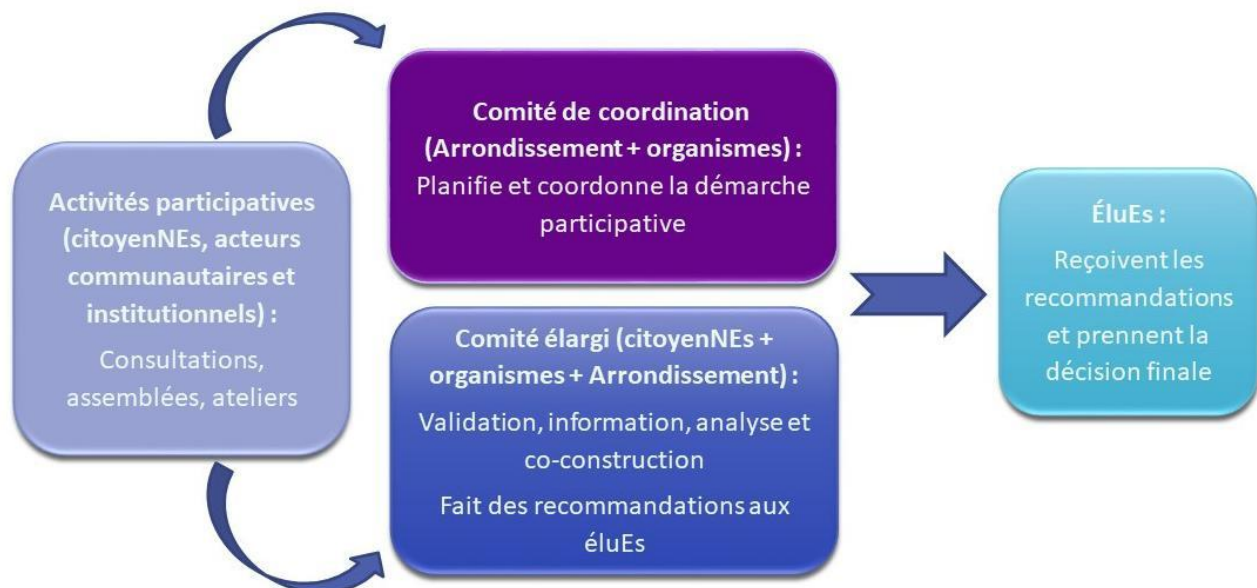 Activités participatives
(citoyenNEs, acteurs
communautaires et
institutionnels) :
Consultations,
assemblées, ateliers
Comité de coordination
(Arrondissement + organismes) :
Planifie et coordonne la démarche
participative
Comité élargi (citoyenNEs +
organismes + Arrondissement) :
Validation, information, analyse et
co-construction
Fait des recommandations aux
éluEs
ÉluEs :
Reçoivent les
recommandations
et prennent la
décision finale